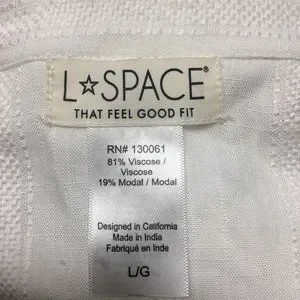 L☆SPACE®
THAT FEEL GOOD FIT
RN# 130061
81% Viscose /
Viscose
19% Modal / Modal
Designed in California
Made in India
Fabriqué en Inde
L/G